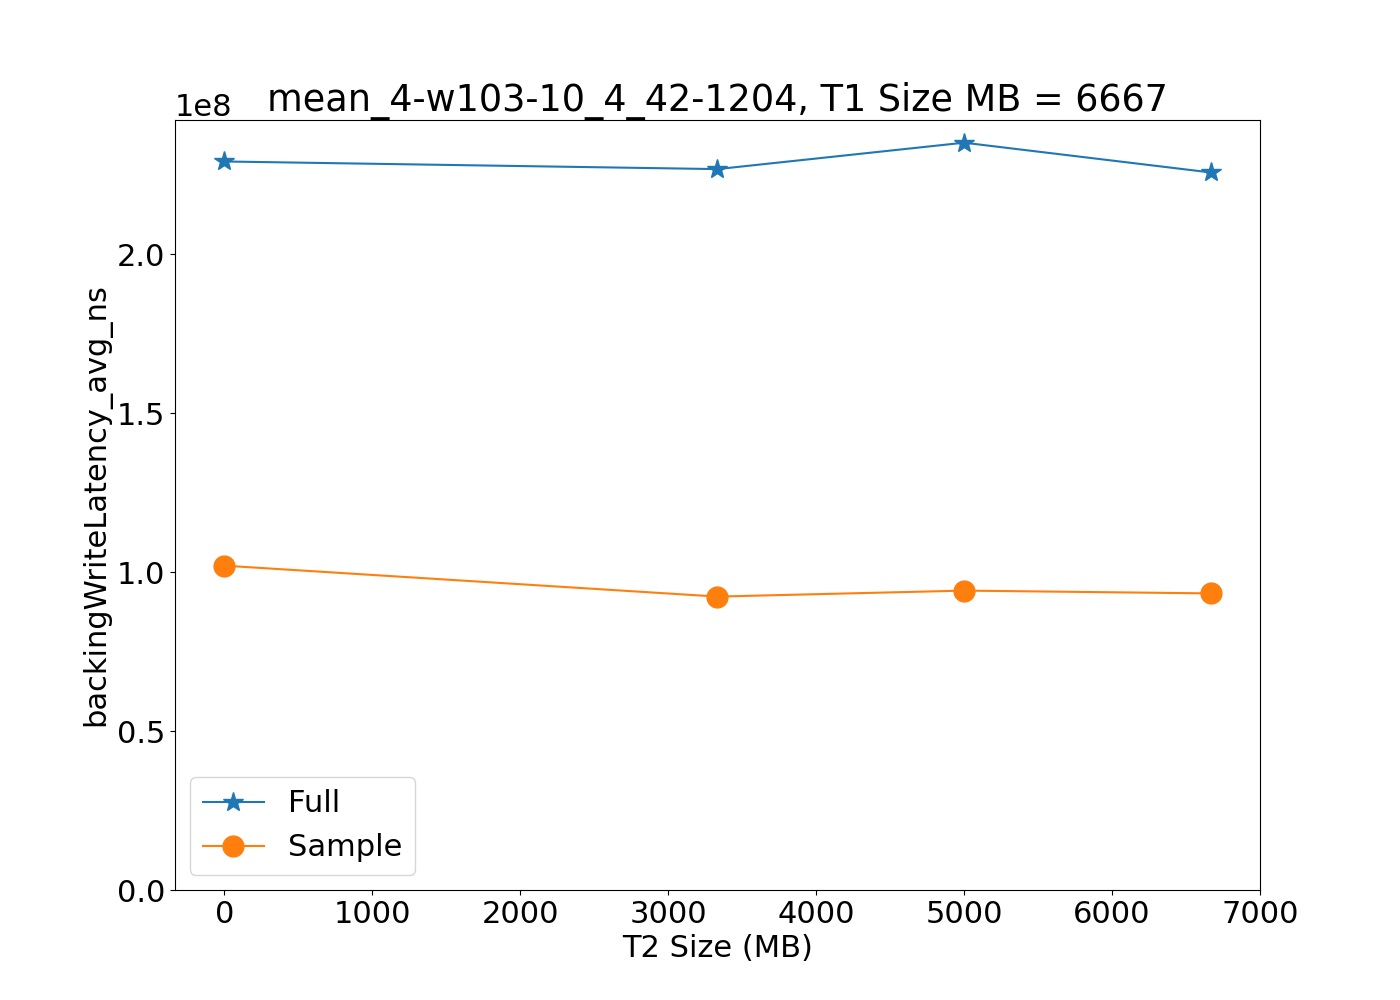 1e8
mean_4-w103-10_4_42-1204, T1 Size MB = 6667
backingWriteLatency_avg_ns
2.0
1.5
1.0
0.5
0.0
Full
Sample
0 1000 2000 3000 4000 5000 6000 7000
T2 Size (MB)